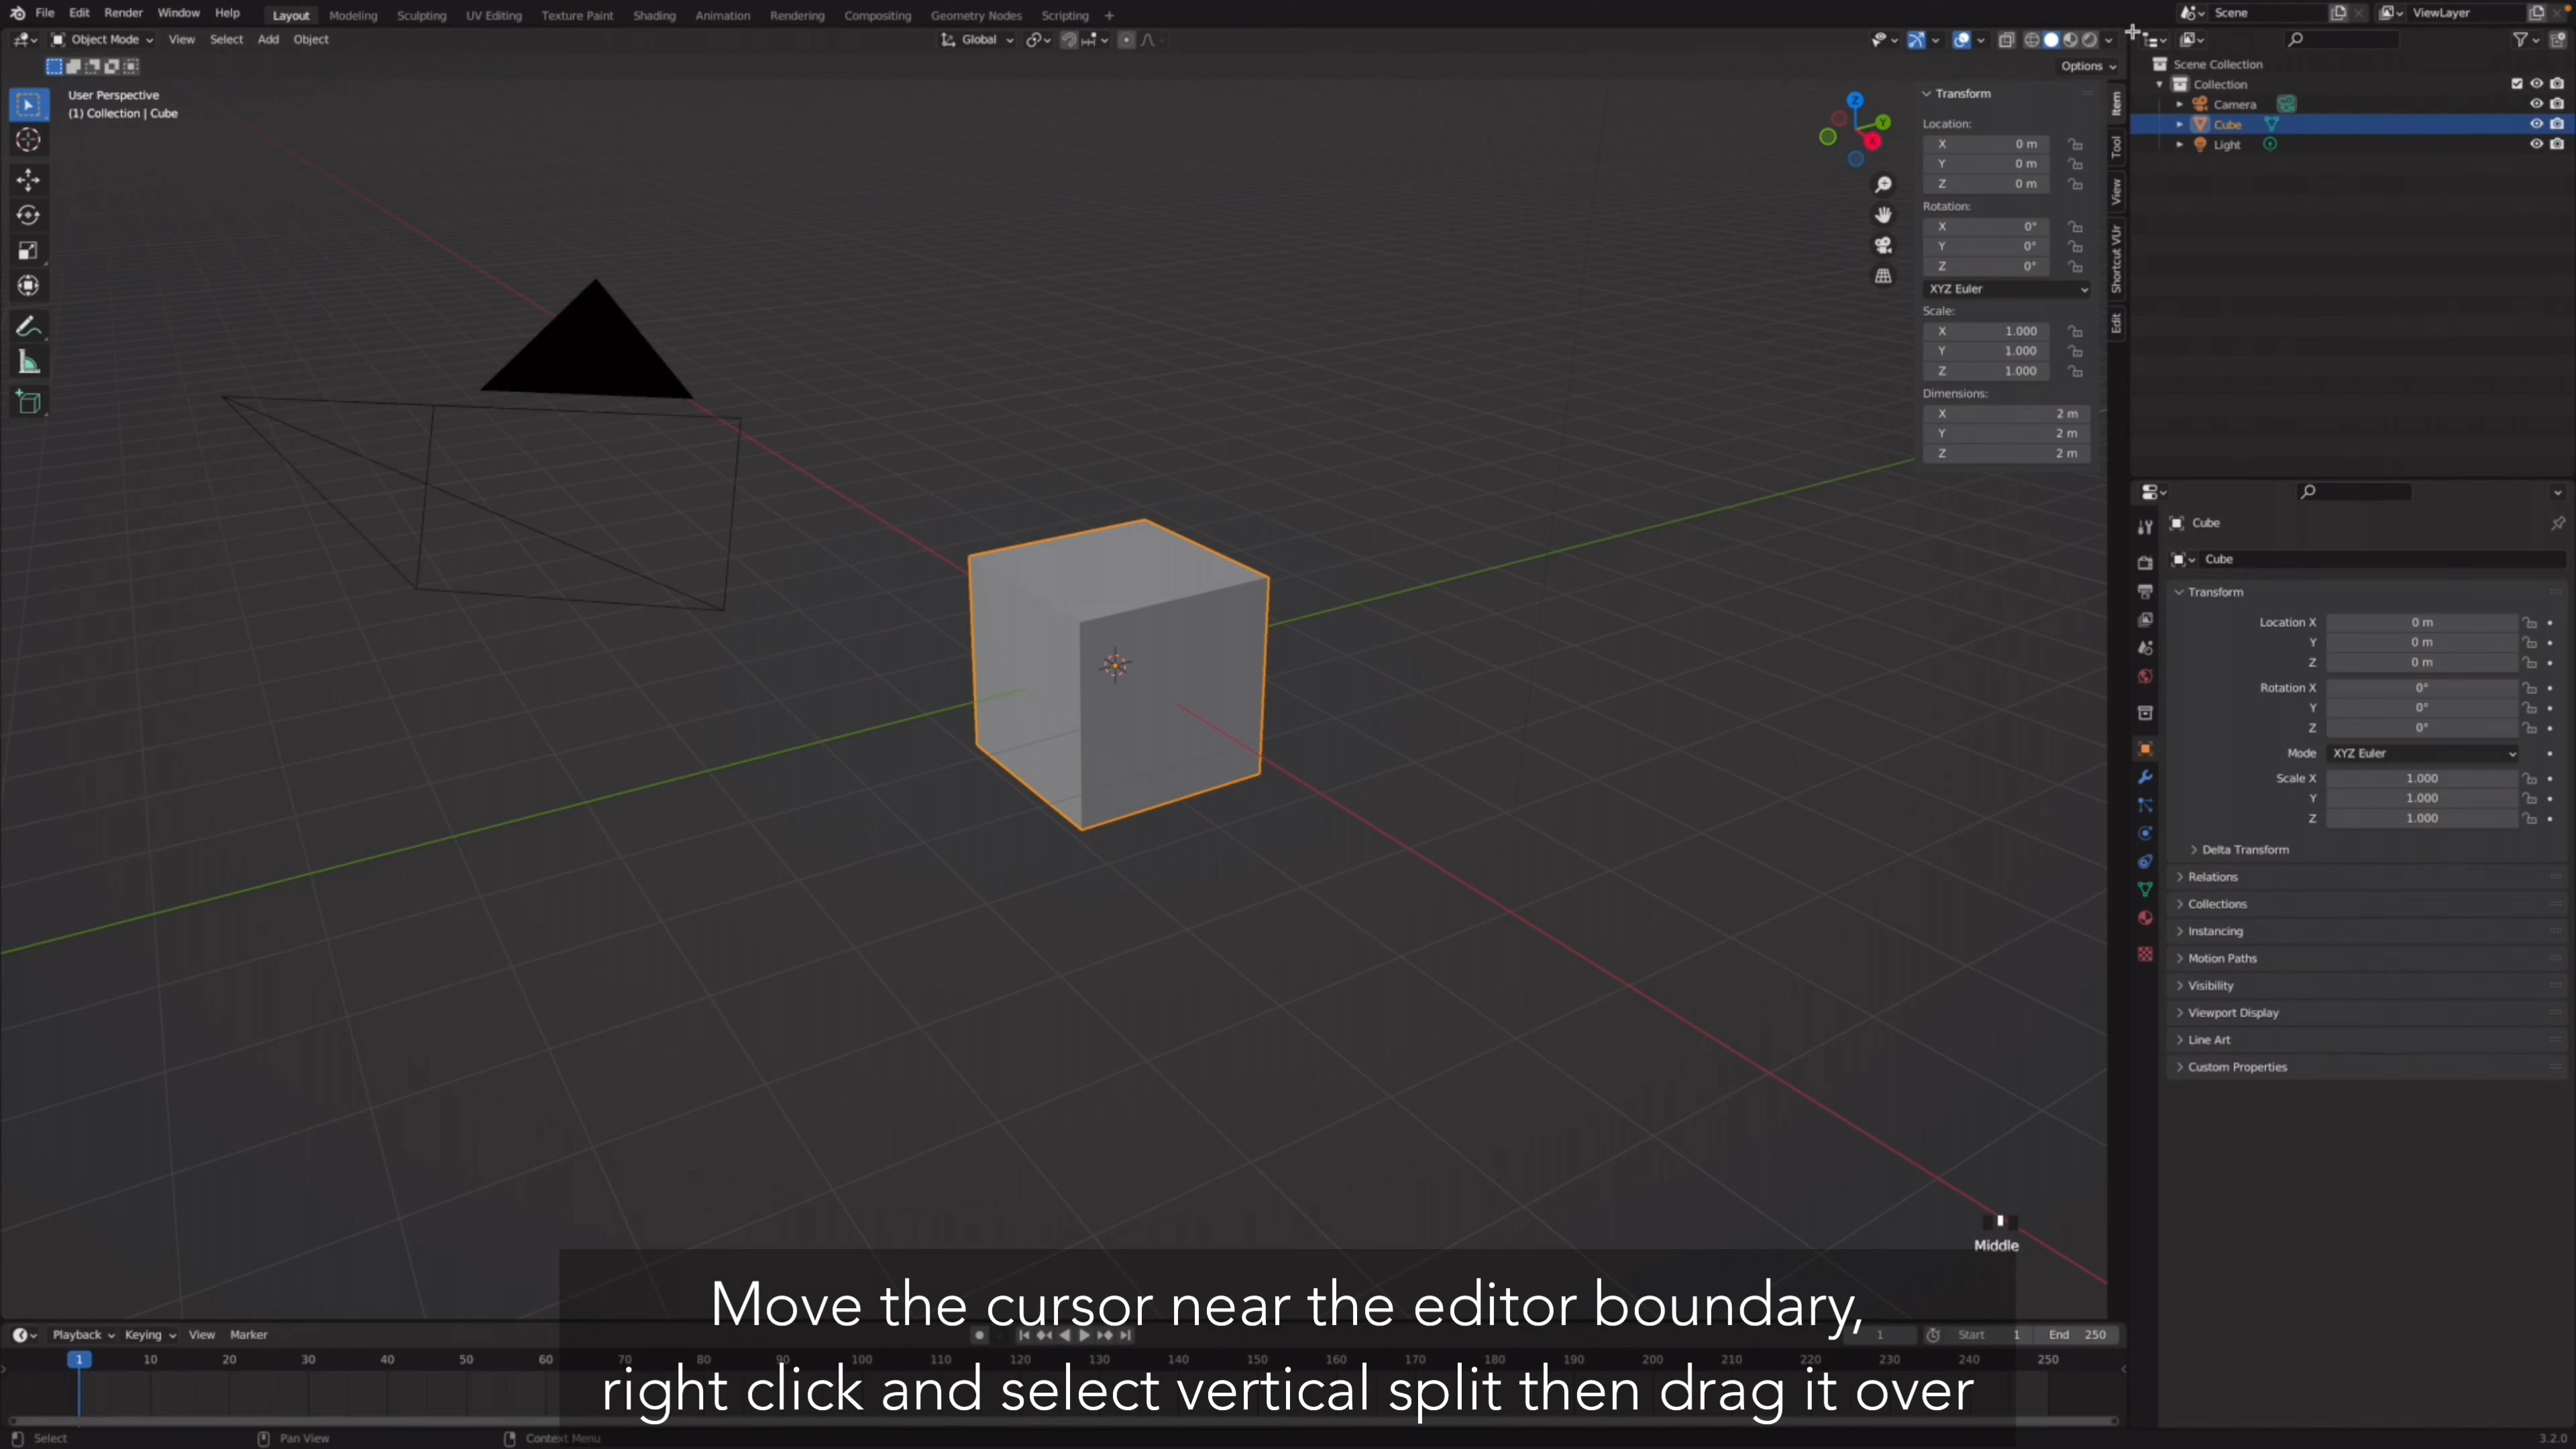 File Edit Render Window Help Layout Modeling Sculpting UV Editing Texture Paint Shading Animation Rendering Compositing Geometry Nodes Scripting + Scene ViewLayer
Object Mode View Select Add Object Global
Options
User Perspective
(1) Collection | Cube
Transform
Location:
X 0 m
Y 0 m
Z 0 m
Rotation:
X 0°
Y 0°
Z 0°
XYZ Euler
Scale:
X 1.000
Y 1.000
Z 1.000
Dimensions:
X 2 m
Y 2 m
Z 2 m
Z
Y
X
Item
Tool
View
Shortcut VUr
Edit
Scene Collection
Collection
Camera
Cube
Light
Cube
Cube
Transform
Location X 0 m
Y 0 m
Z 0 m
Rotation X 0°
Y 0°
Z 0°
Mode XYZ Euler
Scale X 1.000
Y 1.000
Z 1.000
Delta Transform
Relations
Collections
Instancing
Motion Paths
Visibility
Viewport Display
Line Art
Custom Properties
Middle
Move the cursor near the editor boundary,
right click and select vertical split then drag it over
Playback Keying View Marker 1 Start 1 End 250
1 10 20 30 40 50 60 70 80 90 100 110 120 130 140 150 160 170 180 190 200 210 220 230 240 250
Select Pan View Context Menu 3.2.0